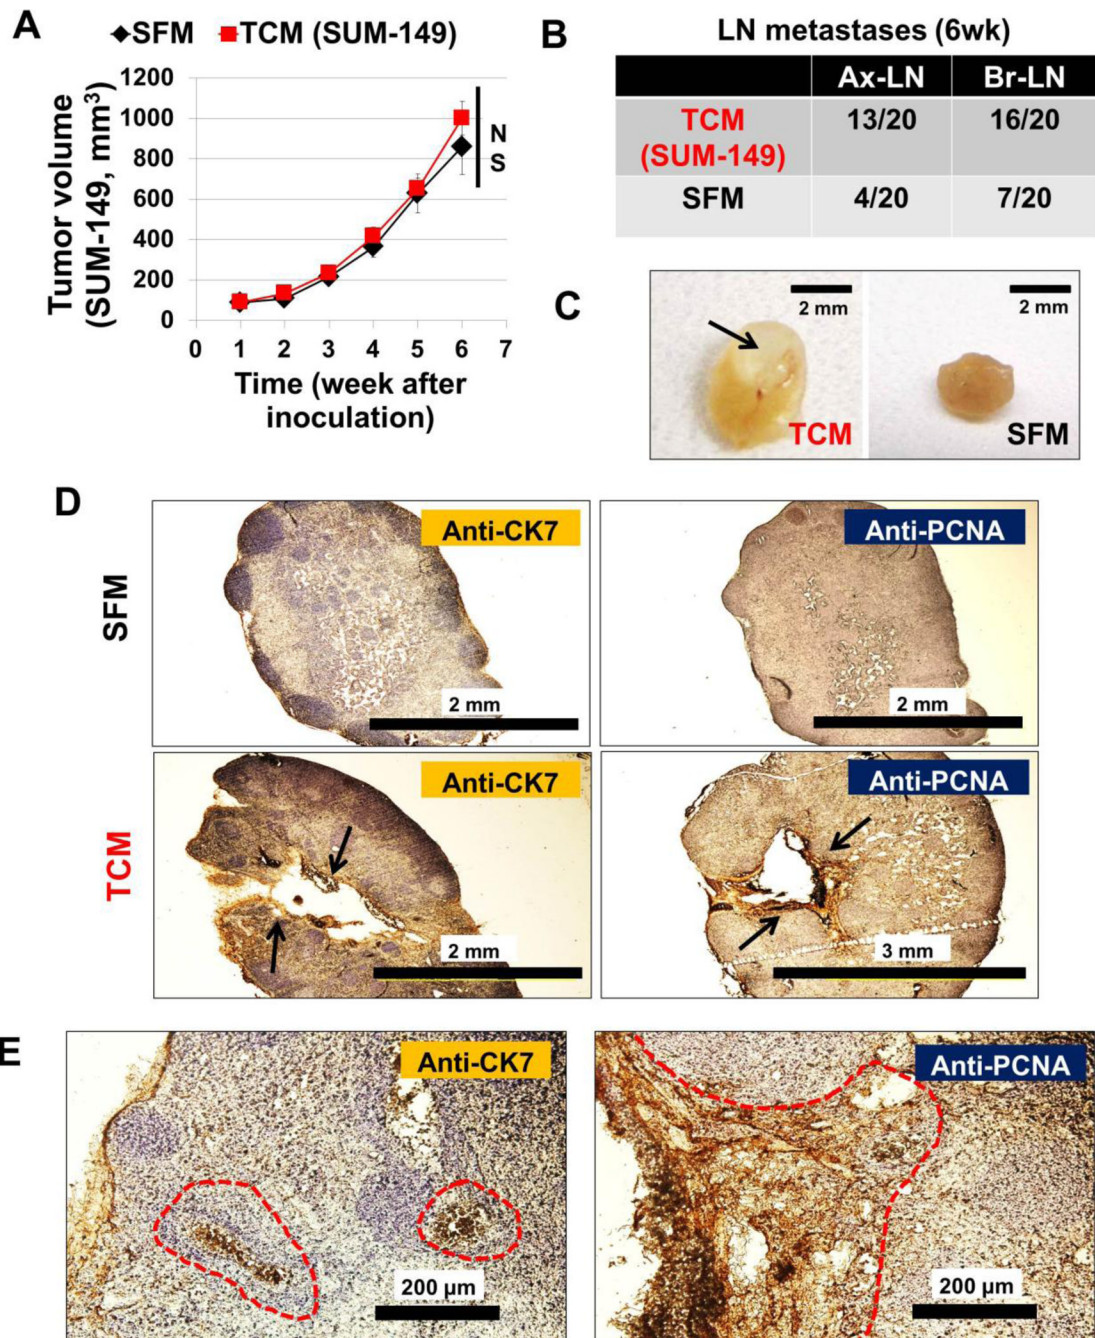 A
SFM TCM (SUM-149)
Tumor volume
(SUM-149, mm³)
1200
1000
800
600
400
200
0
N
S
0 1 2 3 4 5 6 7
Time (week after
inoculation)
B
LN metastases (6wk)
Ax-LN Br-LN
TCM
(SUM-149)
13/20 16/20
SFM 4/20 7/20
C
2 mm
TCM
2 mm
SFM
D
SFM
Anti-CK7
2 mm
Anti-PCNA
2 mm
TCM
Anti-CK7
2 mm
Anti-PCNA
3 mm
E
Anti-CK7
200 µm
Anti-PCNA
200 µm